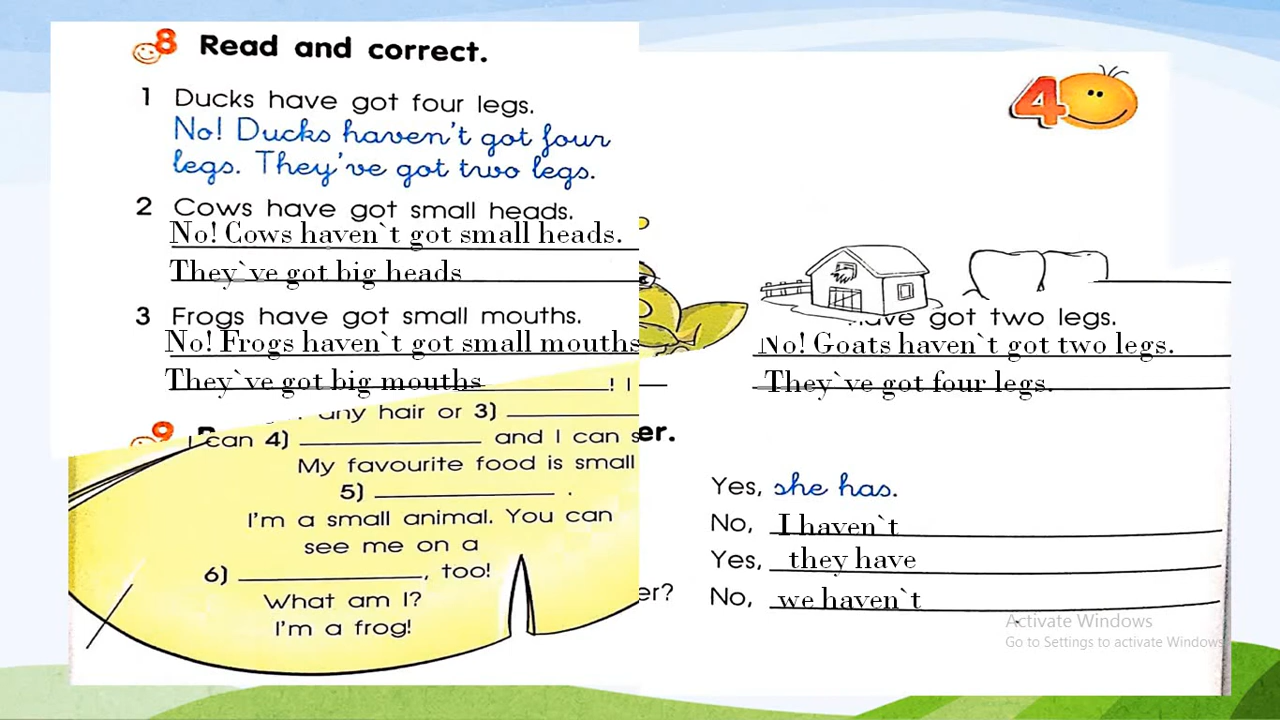 8 Read and correct.
1 Ducks have got four legs.
No! Ducks haven't got four
legs. They've got two legs.
2 Cows have got small heads.
No! Cows haven`t got small heads.
They`ve got big heads
3 Frogs have got small mouths.
No! Frogs haven`t got small mouths
They`ve got big mouths
! I
any hair or 3)
9
I can 4) and I can s
My favourite food is small
5) .
I'm a small animal. You can
see me on a
6) , too!
What am I?
I'm a frog!
4
have got two legs.
No! Goats haven`t got two legs.
They`ve got four legs.
er.
Yes, she has.
No, I haven`t
Yes, they have
er? No, we haven`t
Activate Windows
Go to Settings to activate Windows